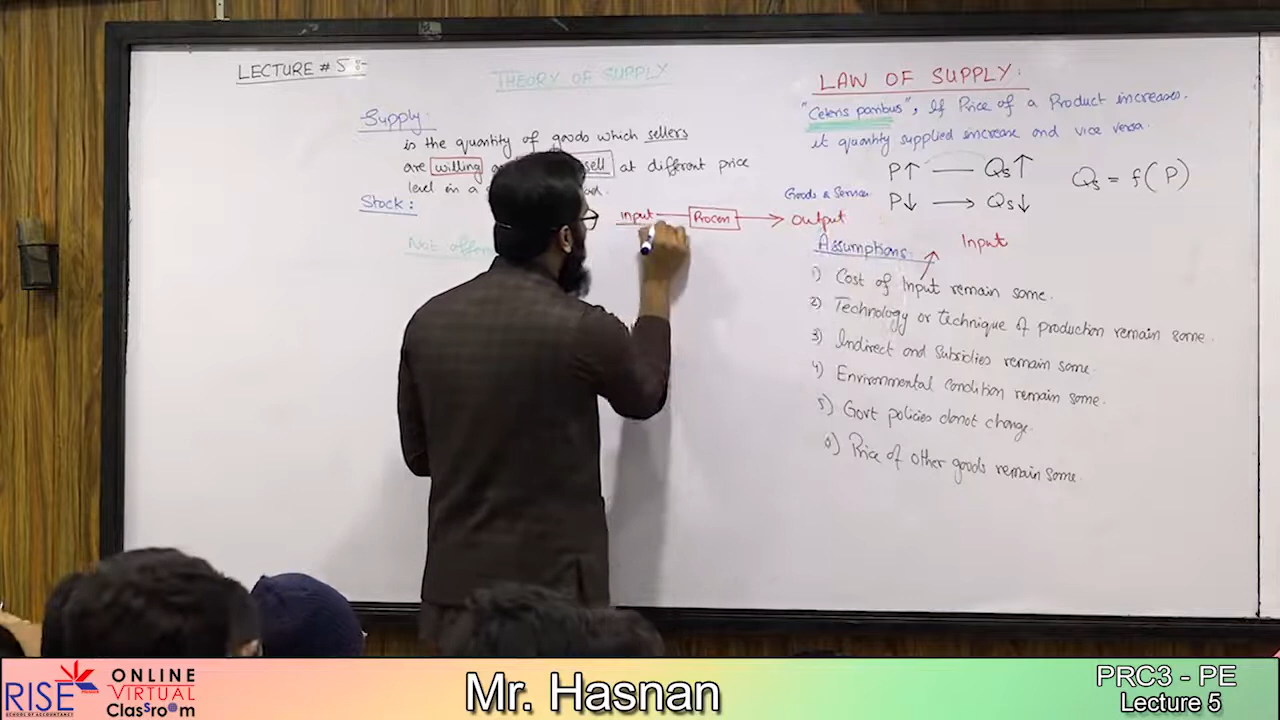 LECTURE # 5 :-
THEORY OF SUPPLY
Supply:
is the quantity of goods which sellers
are willing sell at different price
level in a
Stock:
Not
Input Process Output
LAW OF SUPPLY:
"Ceteris paribus", If Price of a Product increases.
it quantity supplied increase and vice versa.
P↑ — Qs↑
Qs = f(P)
Goods & Services
P↓ → Qs↓
Assumptions:
Input
1) Cost of Input remain same.
2) Technology or technique of production remain same.
3) Indirect and Subsidies remain same.
4) Environmental condition remain same.
5) Govt policies donot change.
6) Price of other goods remain same.
RISE
SCHOOL OF ACCOUNTANCY
ONLINE
VIRTUAL
Classroom
Mr. Hasnan
PRC3 - PE
Lecture 5